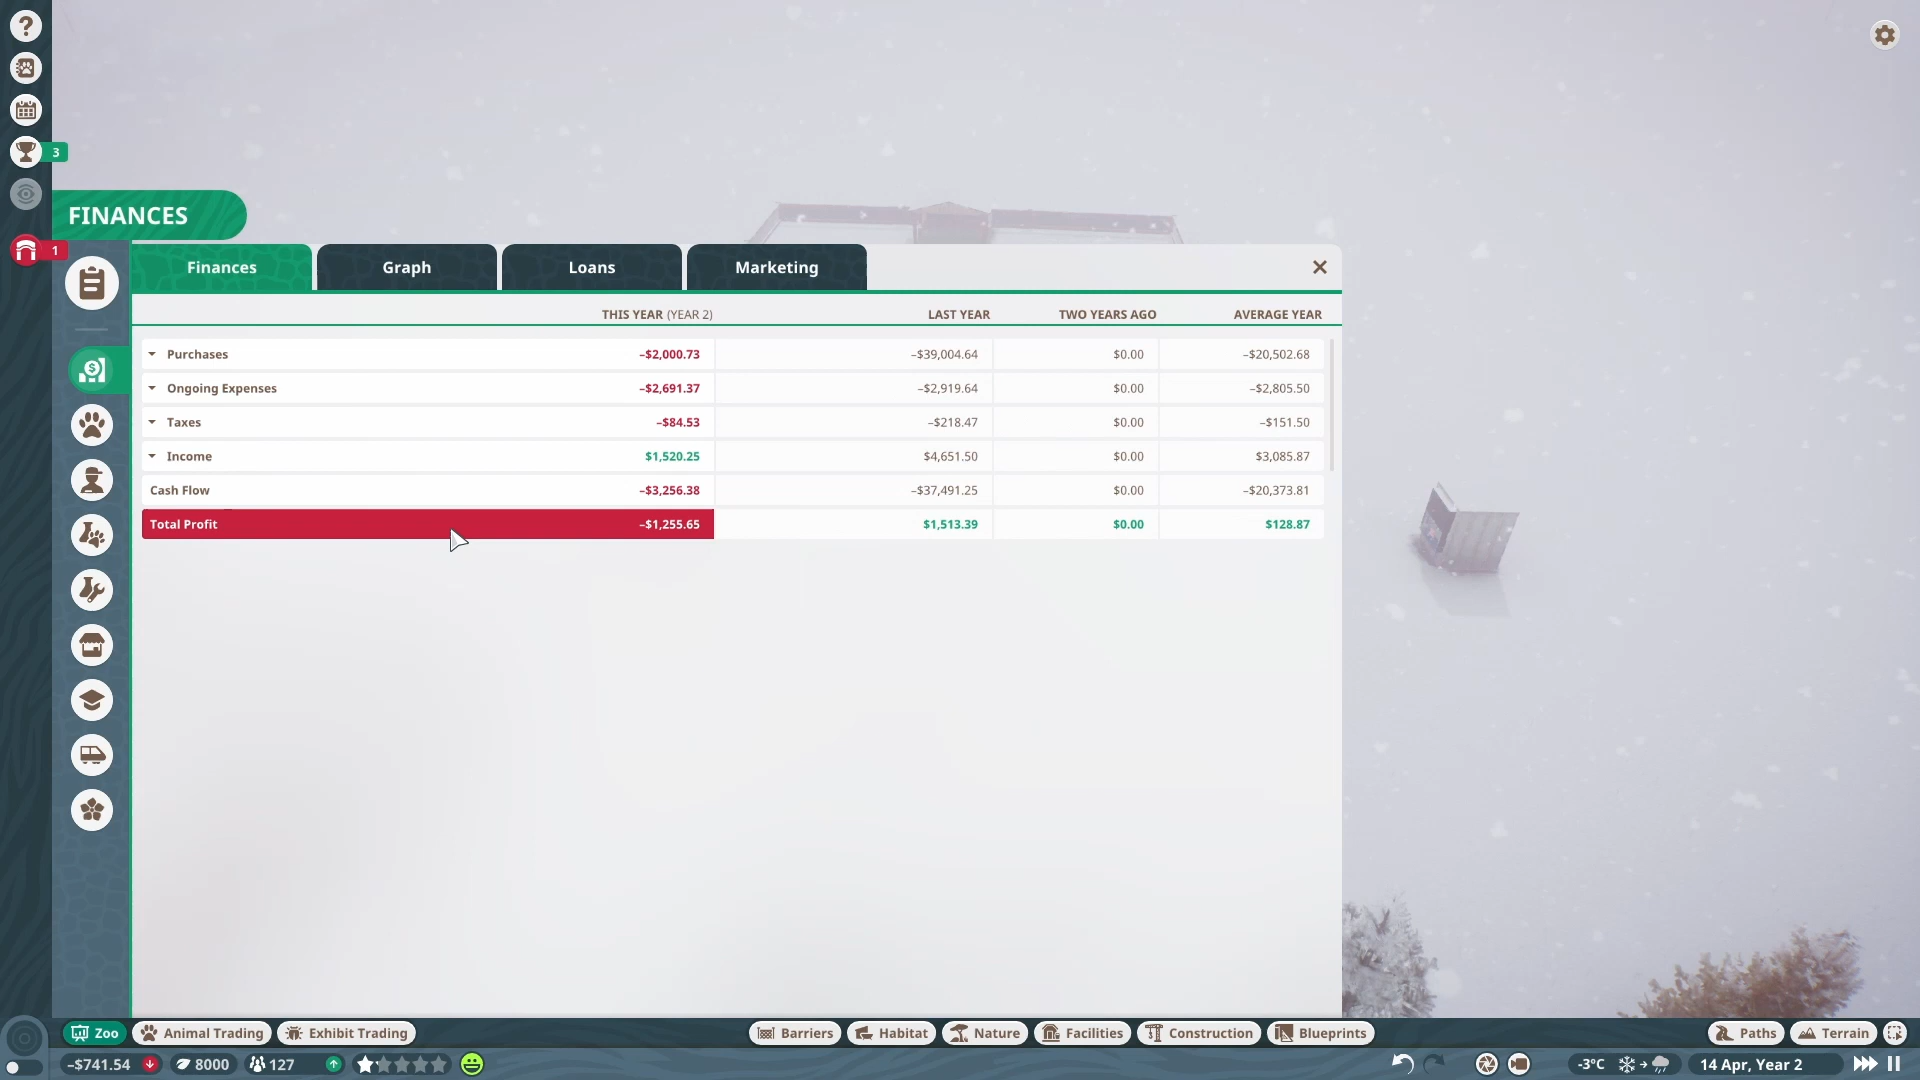 ?
3
FINANCES
1
Finances Graph Loans Marketing
THIS YEAR (YEAR 2) LAST YEAR TWO YEARS AGO AVERAGE YEAR
Purchases –$2,000.73 –$39,004.64 $0.00 –$20,502.68
Ongoing Expenses –$2,691.37 –$2,919.64 $0.00 –$2,805.50
Taxes –$84.53 –$218.47 $0.00 –$151.50
Income $1,520.25 $4,651.50 $0.00 $3,085.87
Cash Flow –$3,256.38 –$37,491.25 $0.00 –$20,373.81
Total Profit –$1,255.65 $1,513.39 $0.00 $128.87
Zoo Animal Trading Exhibit Trading Barriers Habitat Nature Facilities Construction Blueprints Paths Terrain
–$741.54 8000 127 -3°C 14 Apr, Year 2